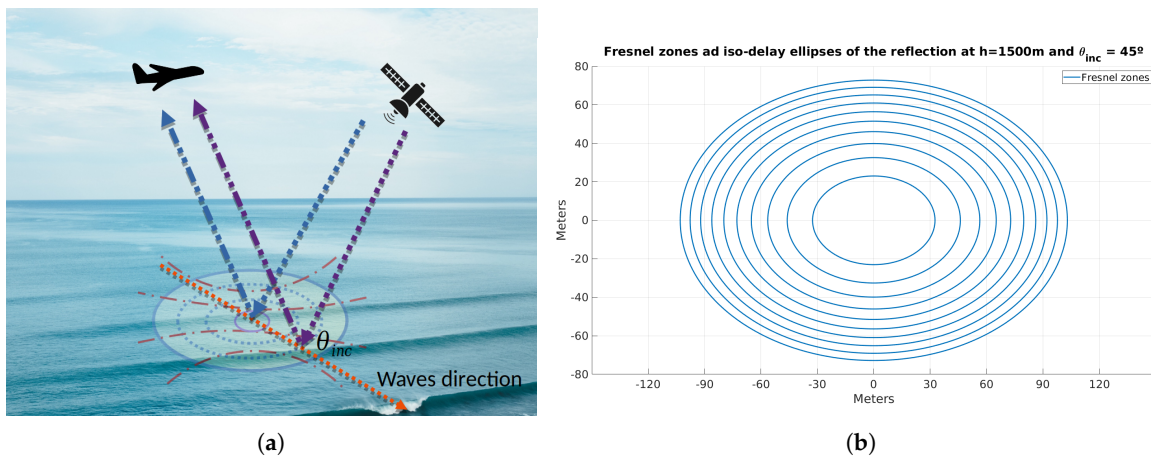 θinc
Waves direction
(a)
Fresnel zones ad iso-delay ellipses of the reflection at h=1500m and θinc = 45º
Fresnel zones
80
60
40
20
0
-20
-40
-60
-80
Meters
-120
-90
-60
-30
0
30
60
90
120
Meters
(b)